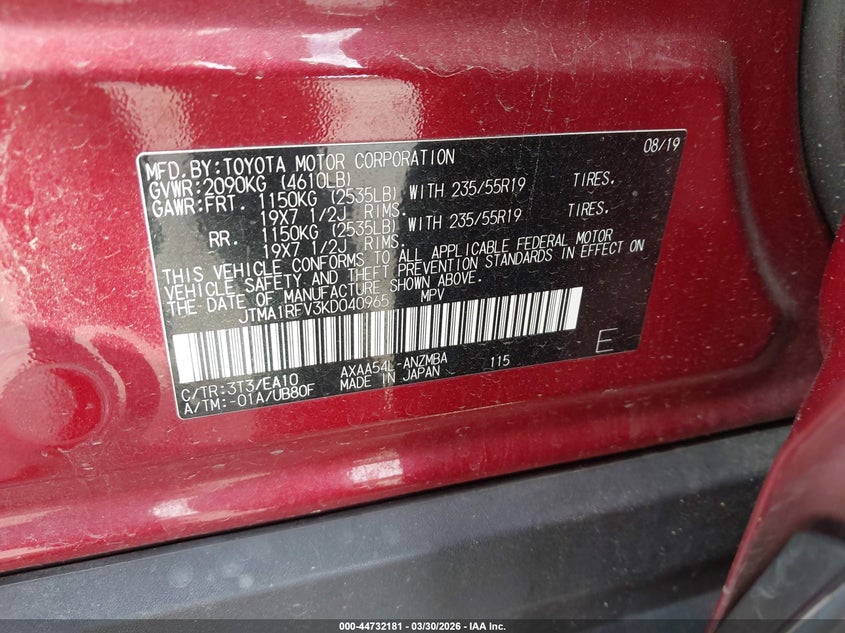 MFD.BY:TOYOTA MOTOR CORPORATION 08/19
GVWR:2090KG (4610LB)
GAWR:FRT. 1150KG (2535LB) WITH 235/55R19 TIRES.
19X7 1/2J RIMS.
RR. 1150KG (2535LB) WITH 235/55R19 TIRES.
19X7 1/2J RIMS.
THIS VEHICLE CONFORMS TO ALL APPLICABLE FEDERAL MOTOR
VEHICLE SAFETY AND THEFT PREVENTION STANDARDS IN EFFECT ON
THE DATE OF MANUFACTURE SHOWN ABOVE.
JTMA1RFV3KD040965 MPV
C/TR:3T3/EA10 AXAA54L-ANZMBA 115 E
A/TM:-01A/UB80F MADE IN JAPAN
000-44732181 - 03/30/2026 - IAA Inc.